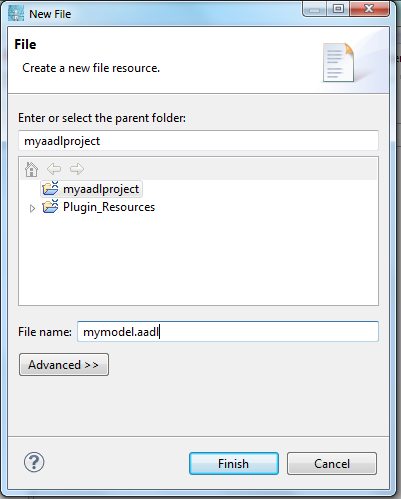 New File
File
Create a new file resource.
Enter or select the parent folder:
myaadlproject
myaadlproject
Plugin_Resources
File name: mymodel.aadl
Advanced >>
? Finish Cancel